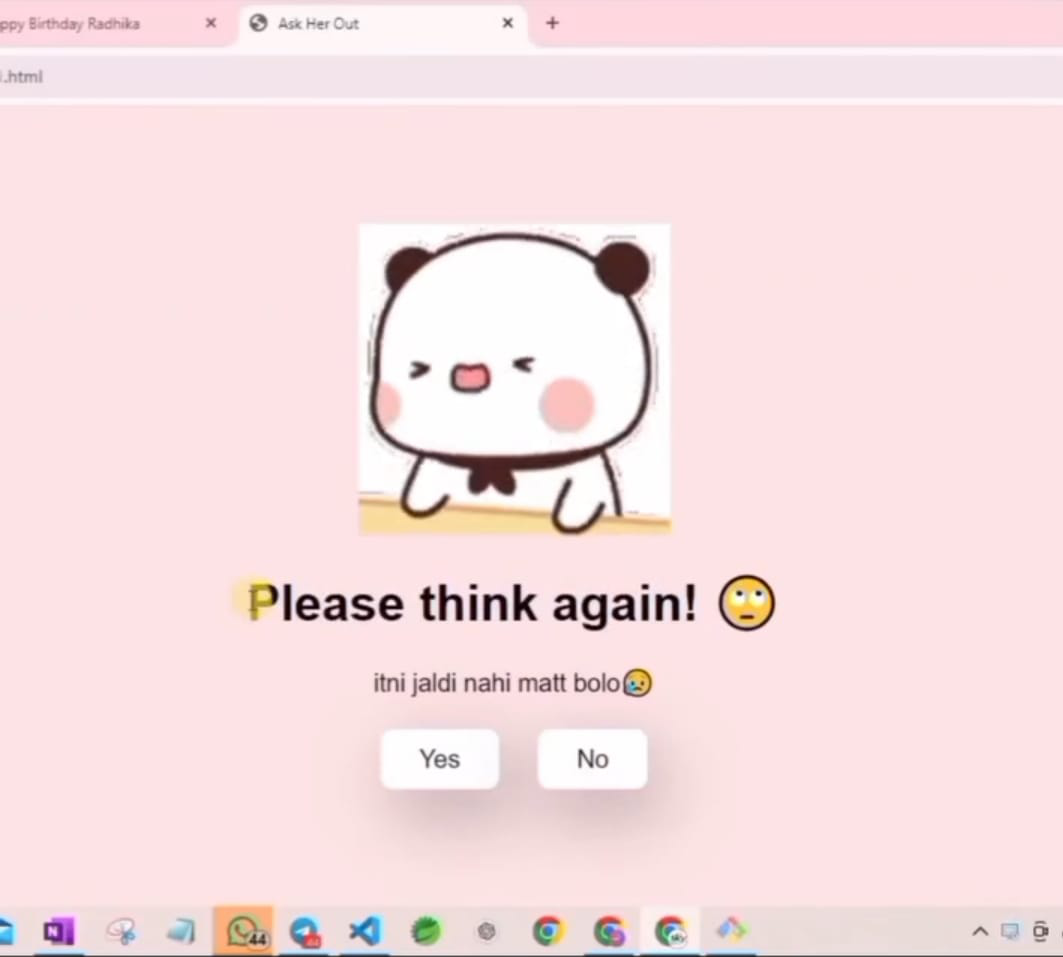 ppy Birthday Radhika
Ask Her Out
.html
Please think again! 🙄
itni jaldi nahi matt bolo😥
Yes
No
44